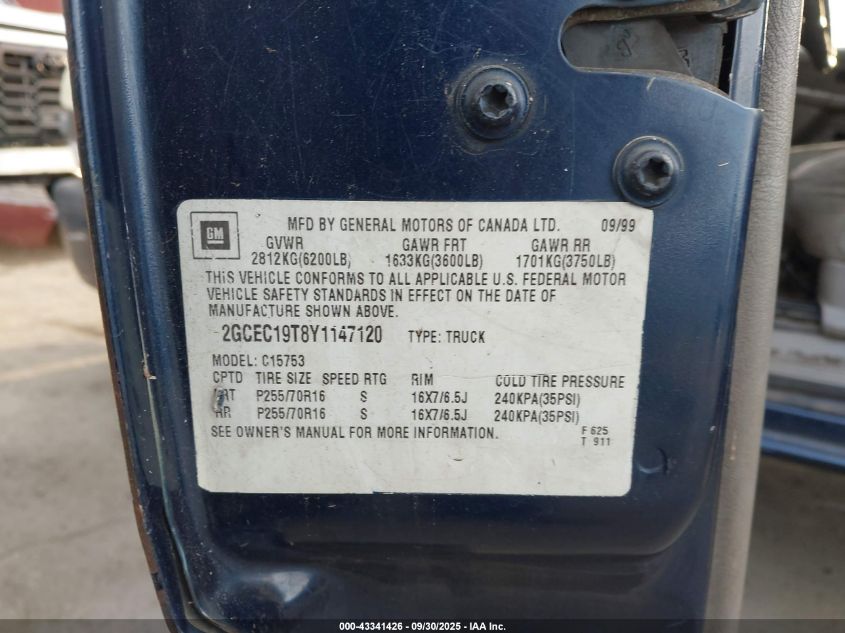 GM
MFD BY GENERAL MOTORS OF CANADA LTD. 09/99
GVWR GAWR FRT GAWR RR
2812KG(6200LB) 1633KG(3600LB) 1701KG(3750LB)
THIS VEHICLE CONFORMS TO ALL APPLICABLE U.S. FEDERAL MOTOR
VEHICLE SAFETY STANDARDS IN EFFECT ON THE DATE OF
MANUFACTURE SHOWN ABOVE.
2GCEC19T8Y1147120 TYPE: TRUCK
MODEL: C15753
CPTD TIRE SIZE SPEED RTG RIM COLD TIRE PRESSURE
P255/70R16 S 16X7/6.5J 240KPA(35PSI)
RR P255/70R16 S 16X7/6.5J 240KPA(35PSI)
SEE OWNER'S MANUAL FOR MORE INFORMATION.
F 625
T 911
000-43341426 - 09/30/2025 - IAA Inc.